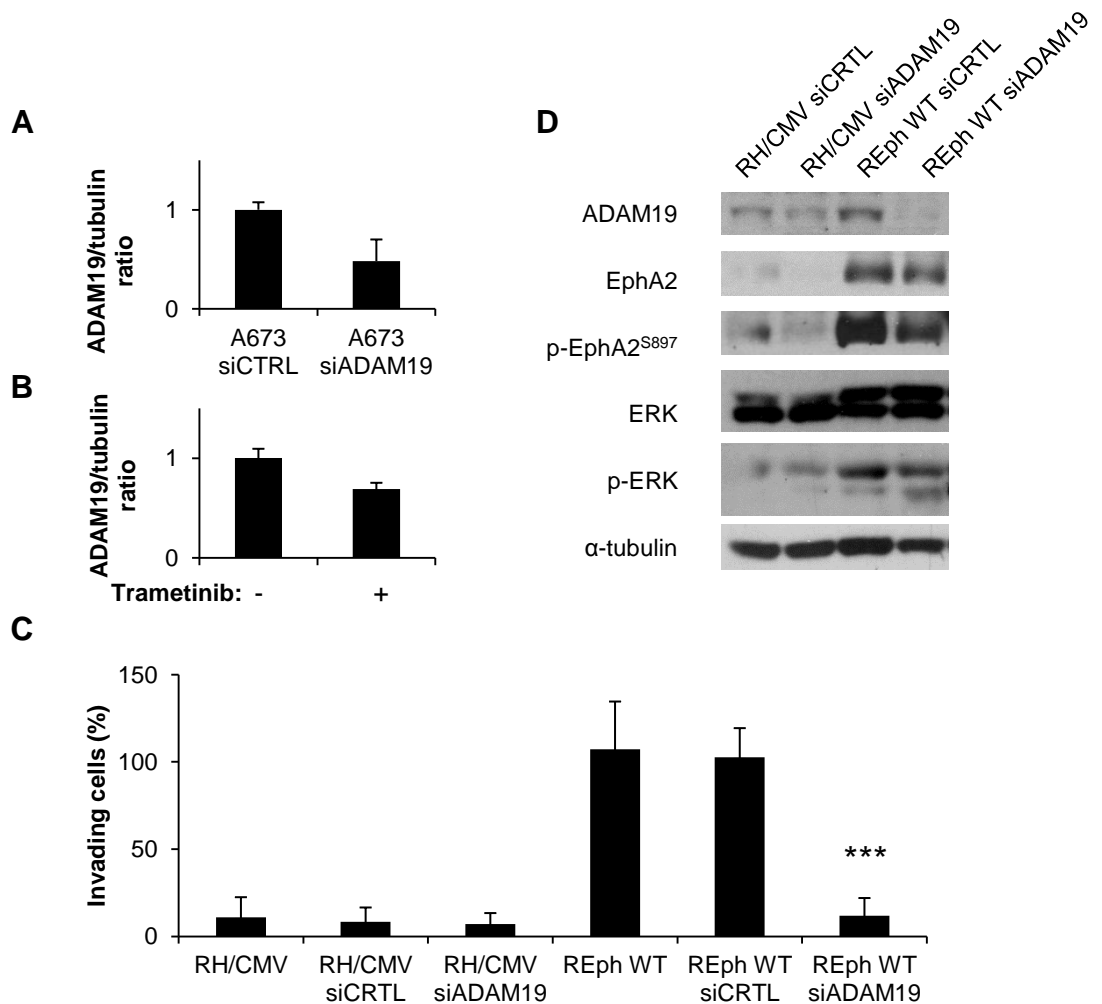 A
ADAM19/tubulin
ratio
1
0
A673
siCTRL
A673
siADAM19
B
ADAM19/tubulin
ratio
1
0
Trametinib: - +
C
Invading cells (%)
150
100
50
0
***
RH/CMV
RH/CMV
siCRTL
RH/CMV
siADAM19
REph WT
REph WT
siCRTL
REph WT
siADAM19
D
RH/CMV siCRTL
RH/CMV siADAM19
REph WT siCRTL
REph WT siADAM19
ADAM19
EphA2
p-EphA2S897
ERK
p-ERK
α-tubulin